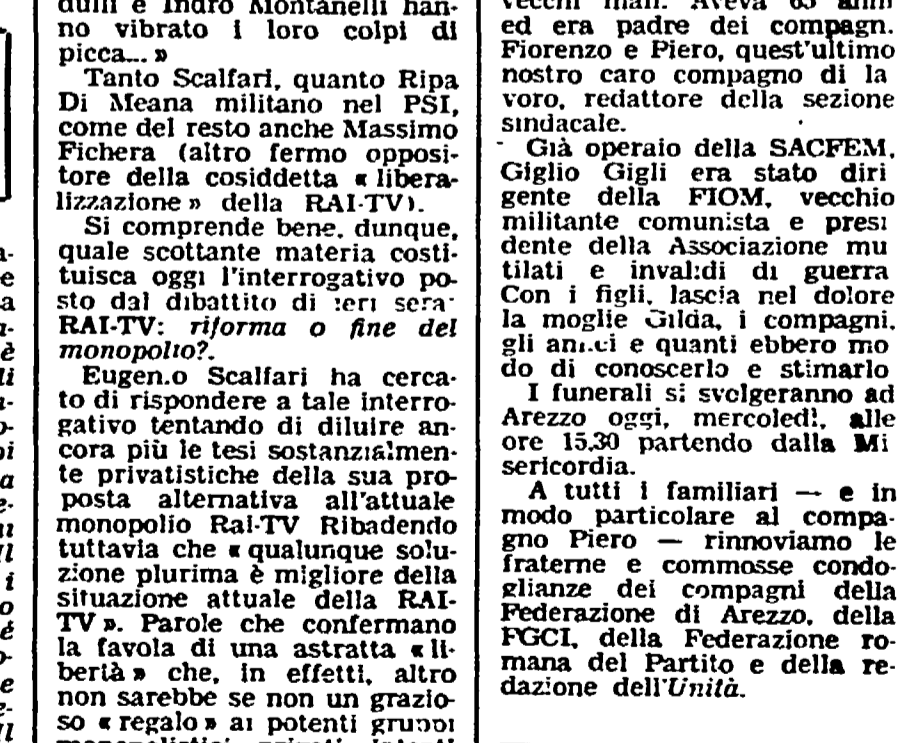 dulli e Indro Montanelli han-
no vibrato i loro colpi di
picca... »
Tanto Scalfari, quanto Ripa
Di Meana militano nel PSI,
come del resto anche Massimo
Fichera (altro fermo opposi-
tore della cosiddetta « libera-
lizzazione » della RAI-TV).
Si comprende bene, dunque,
quale scottante materia costi-
tuisca oggi l'interrogativo po-
sto dal dibattito di ieri sera:
RAI-TV: riforma o fine del
monopolio?.
Eugen.o Scalfari ha cerca-
to di rispondere a tale interro-
gativo tentando di diluire an-
cora più le tesi sostanzialmen-
te privatistiche della sua pro-
posta alternativa all'attuale
monopolio Rai-TV Ribadendo
tuttavia che « qualunque solu-
zione plurima è migliore della
situazione attuale della RAI-
TV ». Parole che confermano
la favola di una astratta « li-
bertà » che, in effetti, altro
non sarebbe se non un grazio-
so « regalo » ai potenti gruppi
monopolistici privati
vecchi mali. Aveva 65 anni
ed era padre dei compagn.
Fiorenzo e Piero, quest'ultimo
nostro caro compagno di la
voro, redattore della sezione
sindacale.
Già operaio della SACFEM,
Giglio Gigli era stato diri
gente della FIOM, vecchio
militante comunista e presi
dente della Associazione mu
tilati e invalidi di guerra
Con i figli, lascia nel dolore
la moglie Gilda, i compagni,
gli amici e quanti ebbero mo
do di conoscerlo e stimarlo
I funerali si svolgeranno ad
Arezzo oggi, mercoledì, alle
ore 15,30 partendo dalla Mi
sericordia.
A tutti i familiari — e in
modo particolare al compa-
gno Piero — rinnoviamo le
fraterne e commosse condo-
glianze dei compagni della
Federazione di Arezzo, della
FGCI, della Federazione ro-
mana del Partito e della re-
dazione dell'Unità.